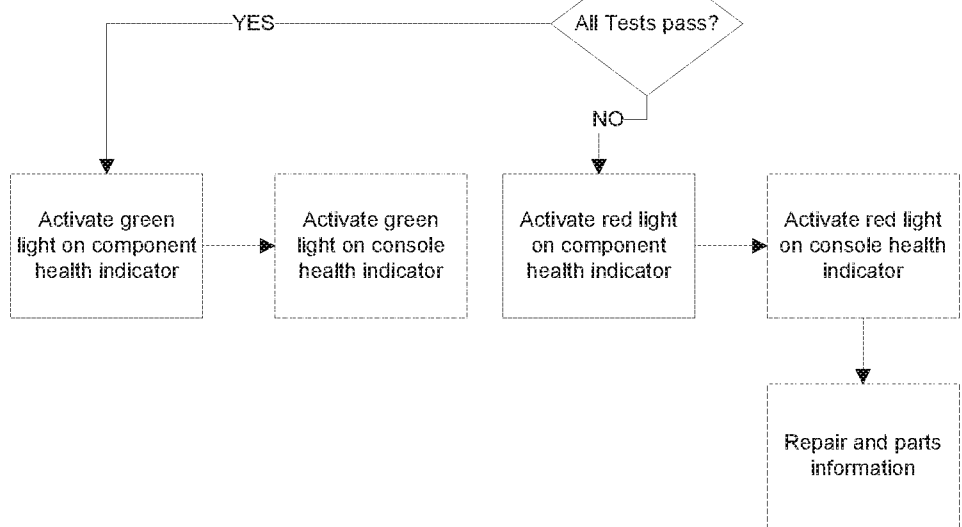 YES
All Tests pass?
NO
Activate green
light on component
health indicator
Activate green
light on console
health indicator
Activate red light
on component
health indicator
Activate red light
on console health
indicator
Repair and parts
information